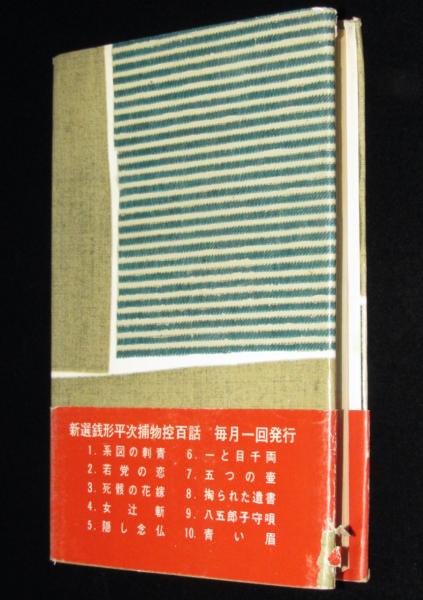 新選銭形平次捕物控百話 毎月一回発行
1. 系図の刺青
2. 若党の恋
3. 死骸の花嫁
4. 女辻斬
5. 隠し念仏
6. 一と目千両
7. 五つの壺
8. 掏られた遺書
9. 八五郎子守唄
10. 青い眉